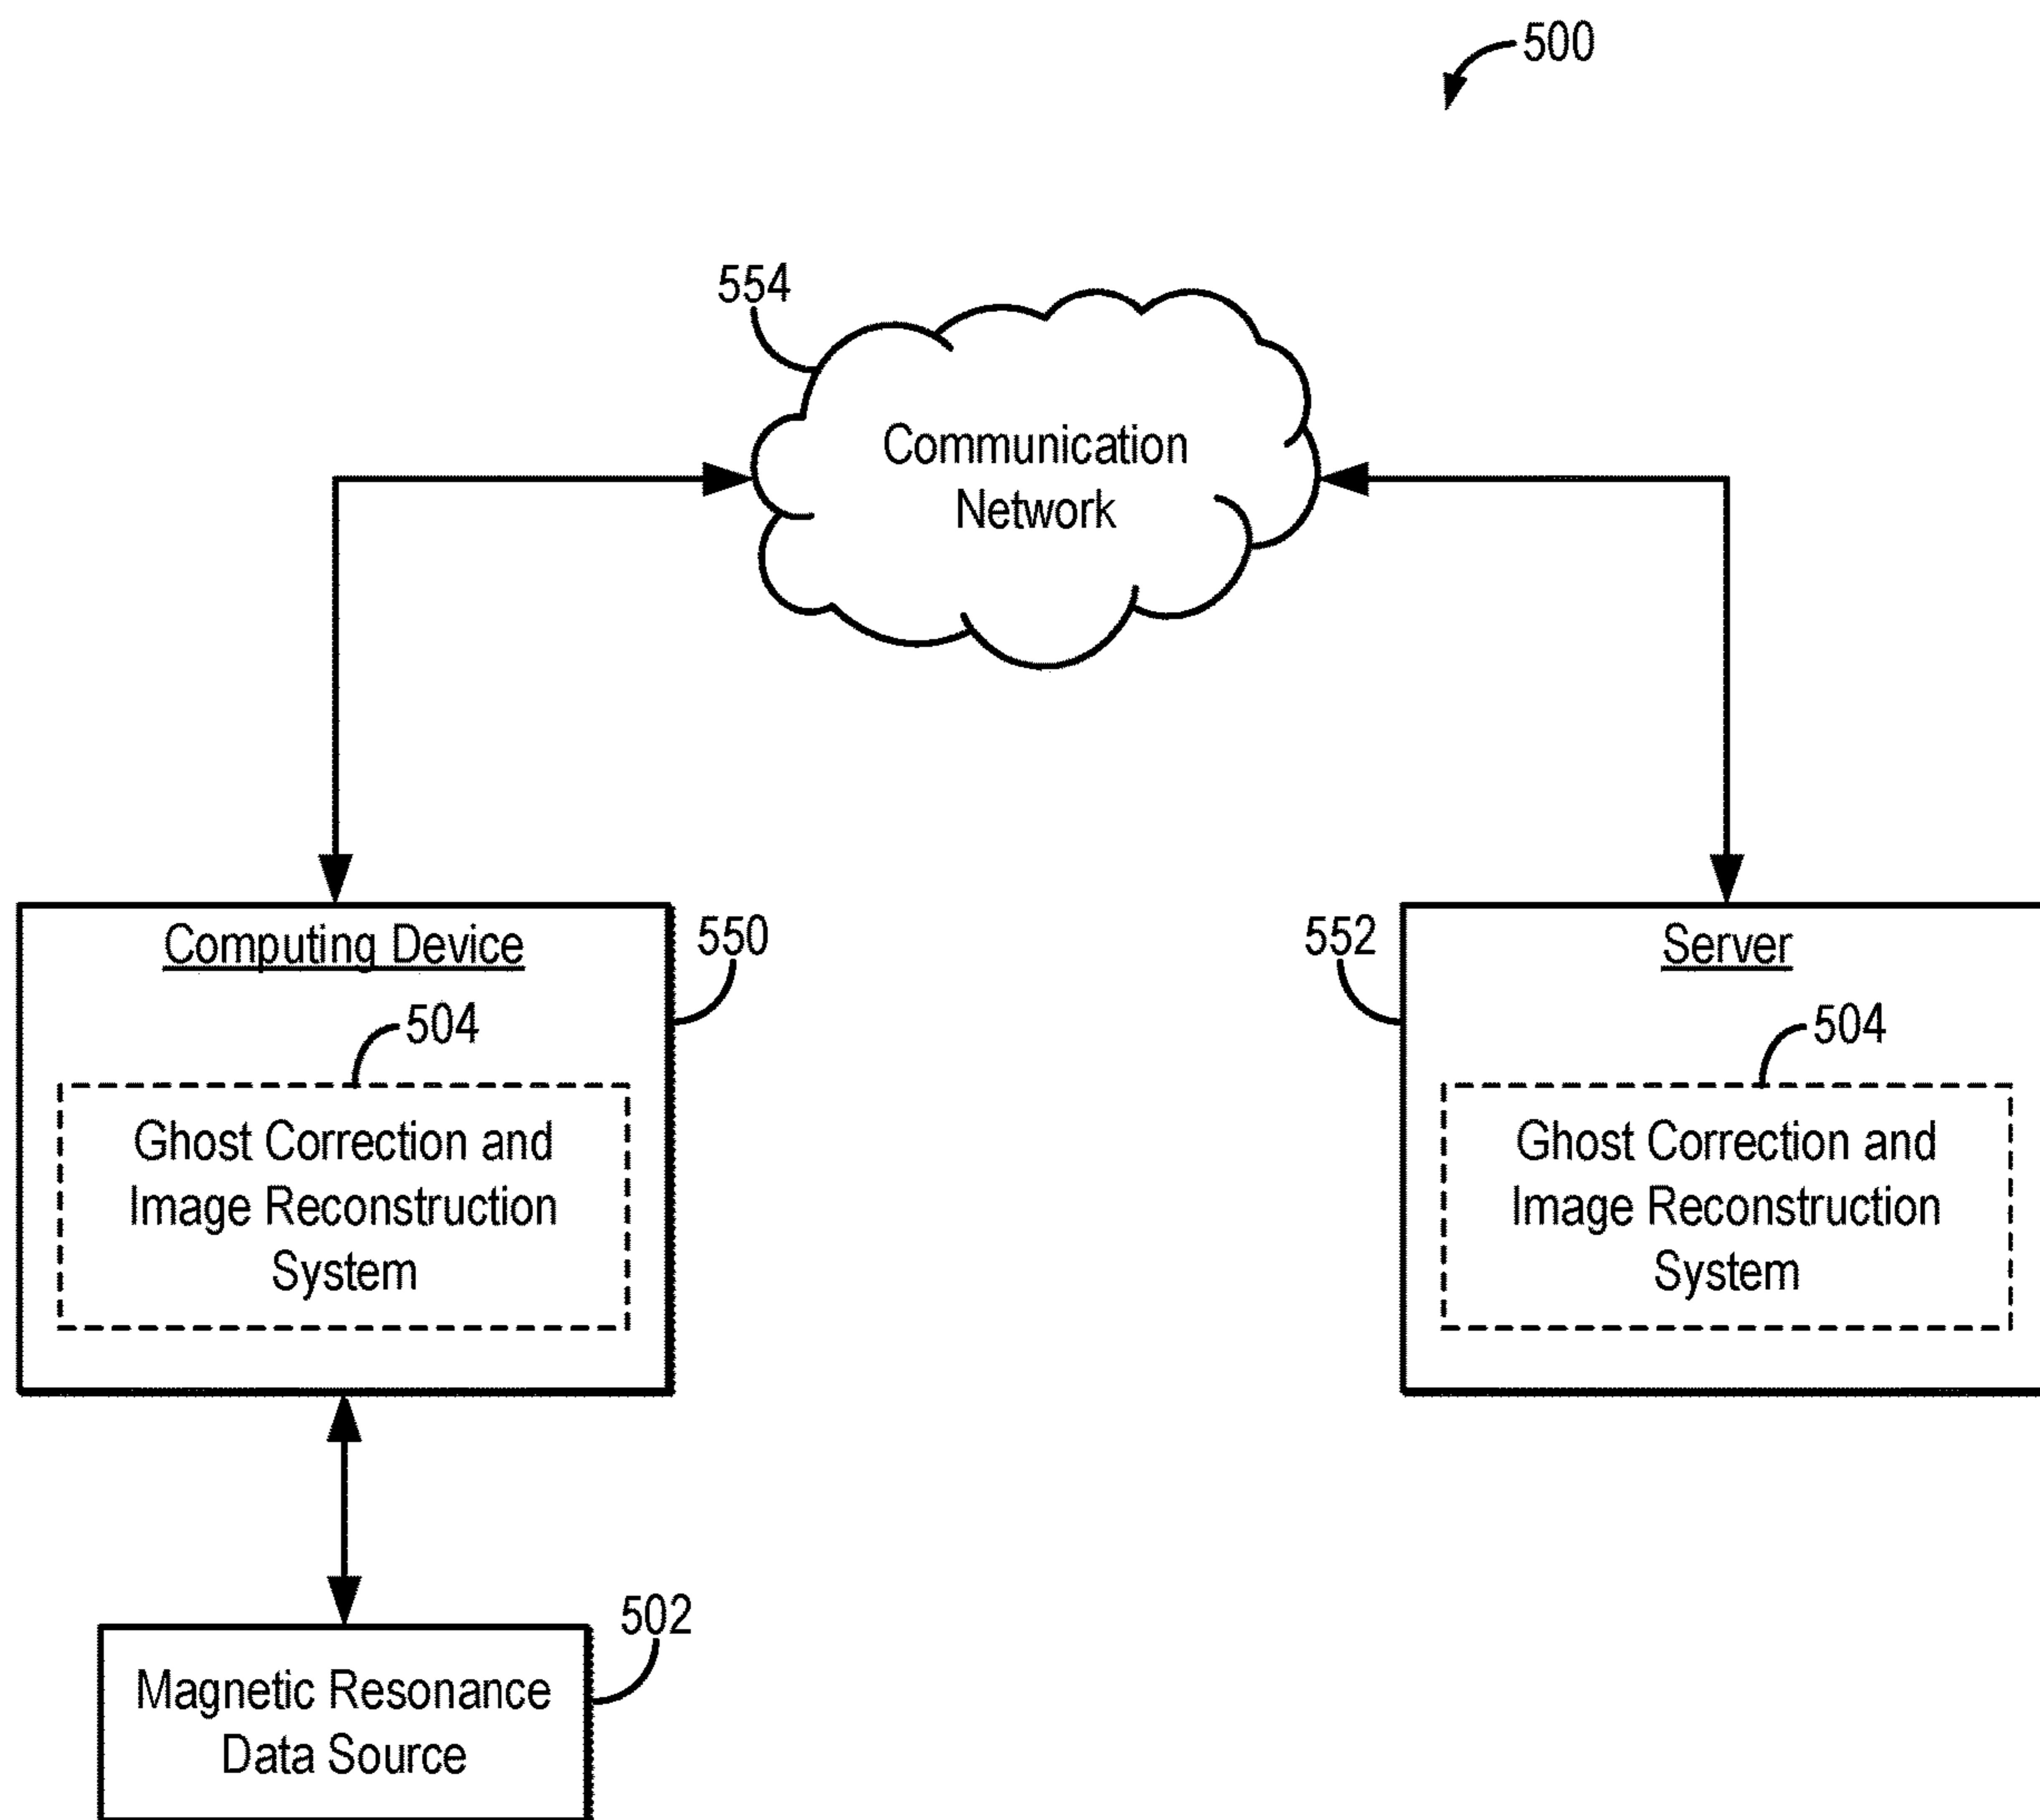 500
554
Communication
Network
Computing Device
550
504
Ghost Correction and
Image Reconstruction
System
552
Server
504
Ghost Correction and
Image Reconstruction
System
502
Magnetic Resonance
Data Source